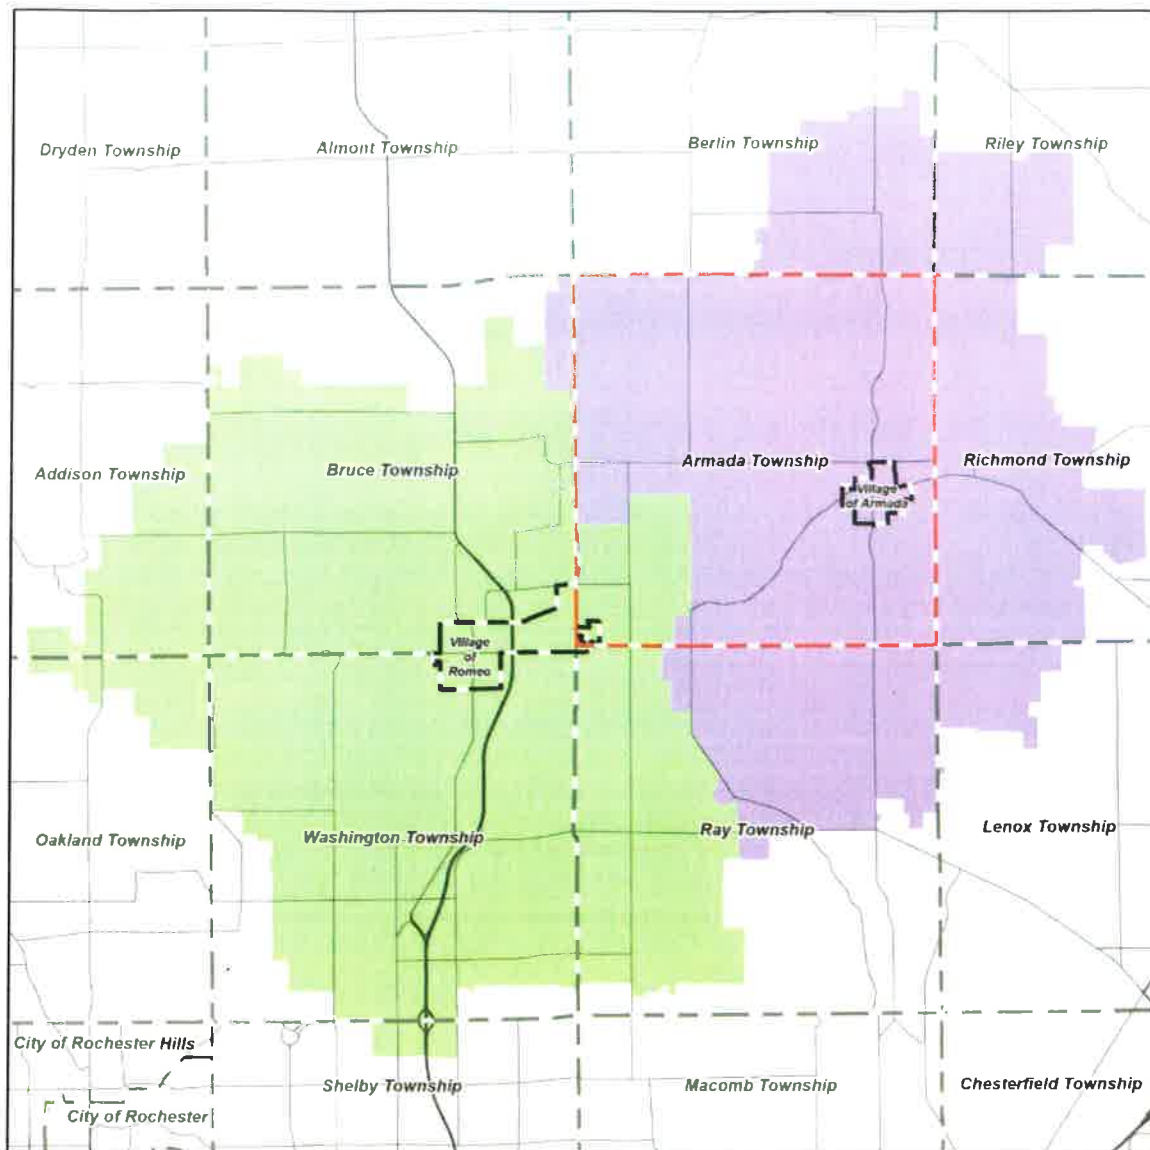 Dryden Township
Almont Township
Berlin Township
Riley Township
Addison Township
Bruce Township
Armada Township
Richmond Township
Village
of Armada
Village
of
Romeo
Oakland Township
Washington Township
Ray Township
Lenox Township
City of Rochester Hills
Shelby Township
Macomb Township
Chesterfield Township
City of Rochester